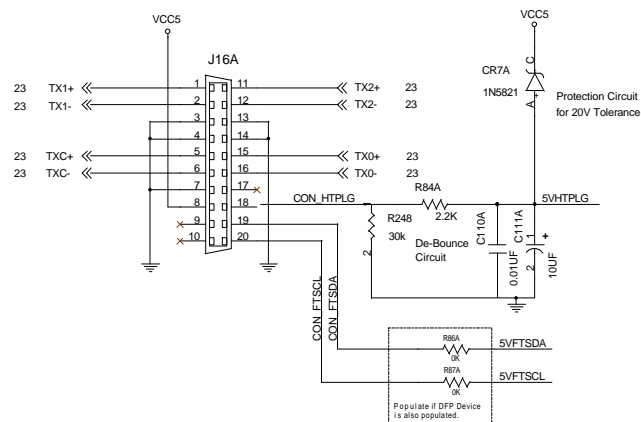 VCC5
VCC5
J16A
CR7A
C
1N5821
A
Protection Circuit
for 20V Tolerance
23 TX1+ 1 11 TX2+ 23
23 TX1- 2 12 TX2- 23
3 13
4 14
23 TXC+ 5 15 TX0+ 23
23 TXC- 6 16 TX0- 23
7 17
8 18
9 19
10 20
CON_HTPLG
1
R84A
2.2K
5VHTPLG
R248
30k
2
De-Bounce
Circuit
C110A
0.01UF
C111A
1
+
2
10UF
CON_FTSCL
CON_FTSDA
R86A
0K
5VFTSDA
R87A
0K
5VFTSCL
Populate if DFP Device
is also populated.